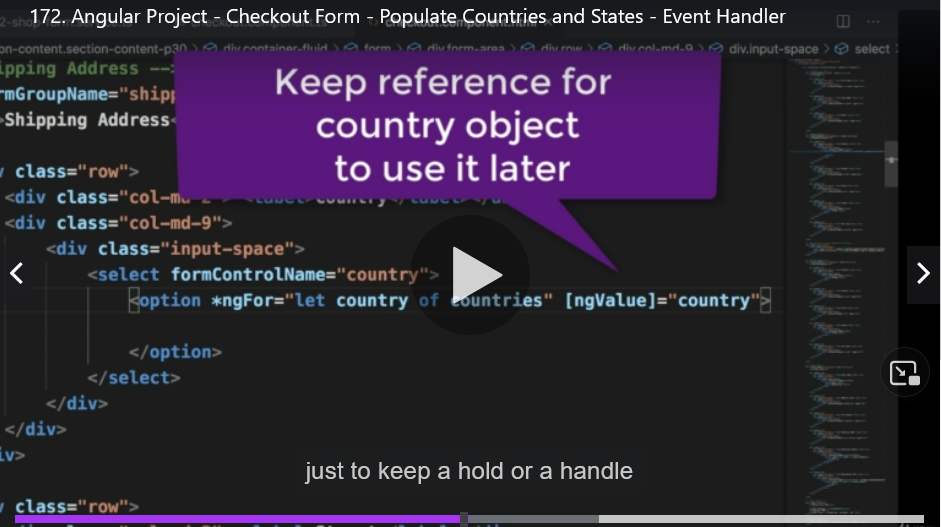 172. Angular Project - Checkout Form - Populate Countries and States - Event Handler
on-content.section-content-p30 > div.container-fluid > form > div.form-area > div.row > div.col-md-9 > div.input-space > select
ipping Address -->
rmGroupName="shipp
>Shipping Address<
Keep reference for
country object
to use it later
class="row">
<div class="col-md-2"> <label>Country</label></d
<div class="col-md-9">
<div class="input-space">
<select formControlName="country">
<option *ngFor="let country of countries" [ngValue]="country">
</option>
</select>
</div>
</div>
iv>
just to keep a hold or a handle
class="row">